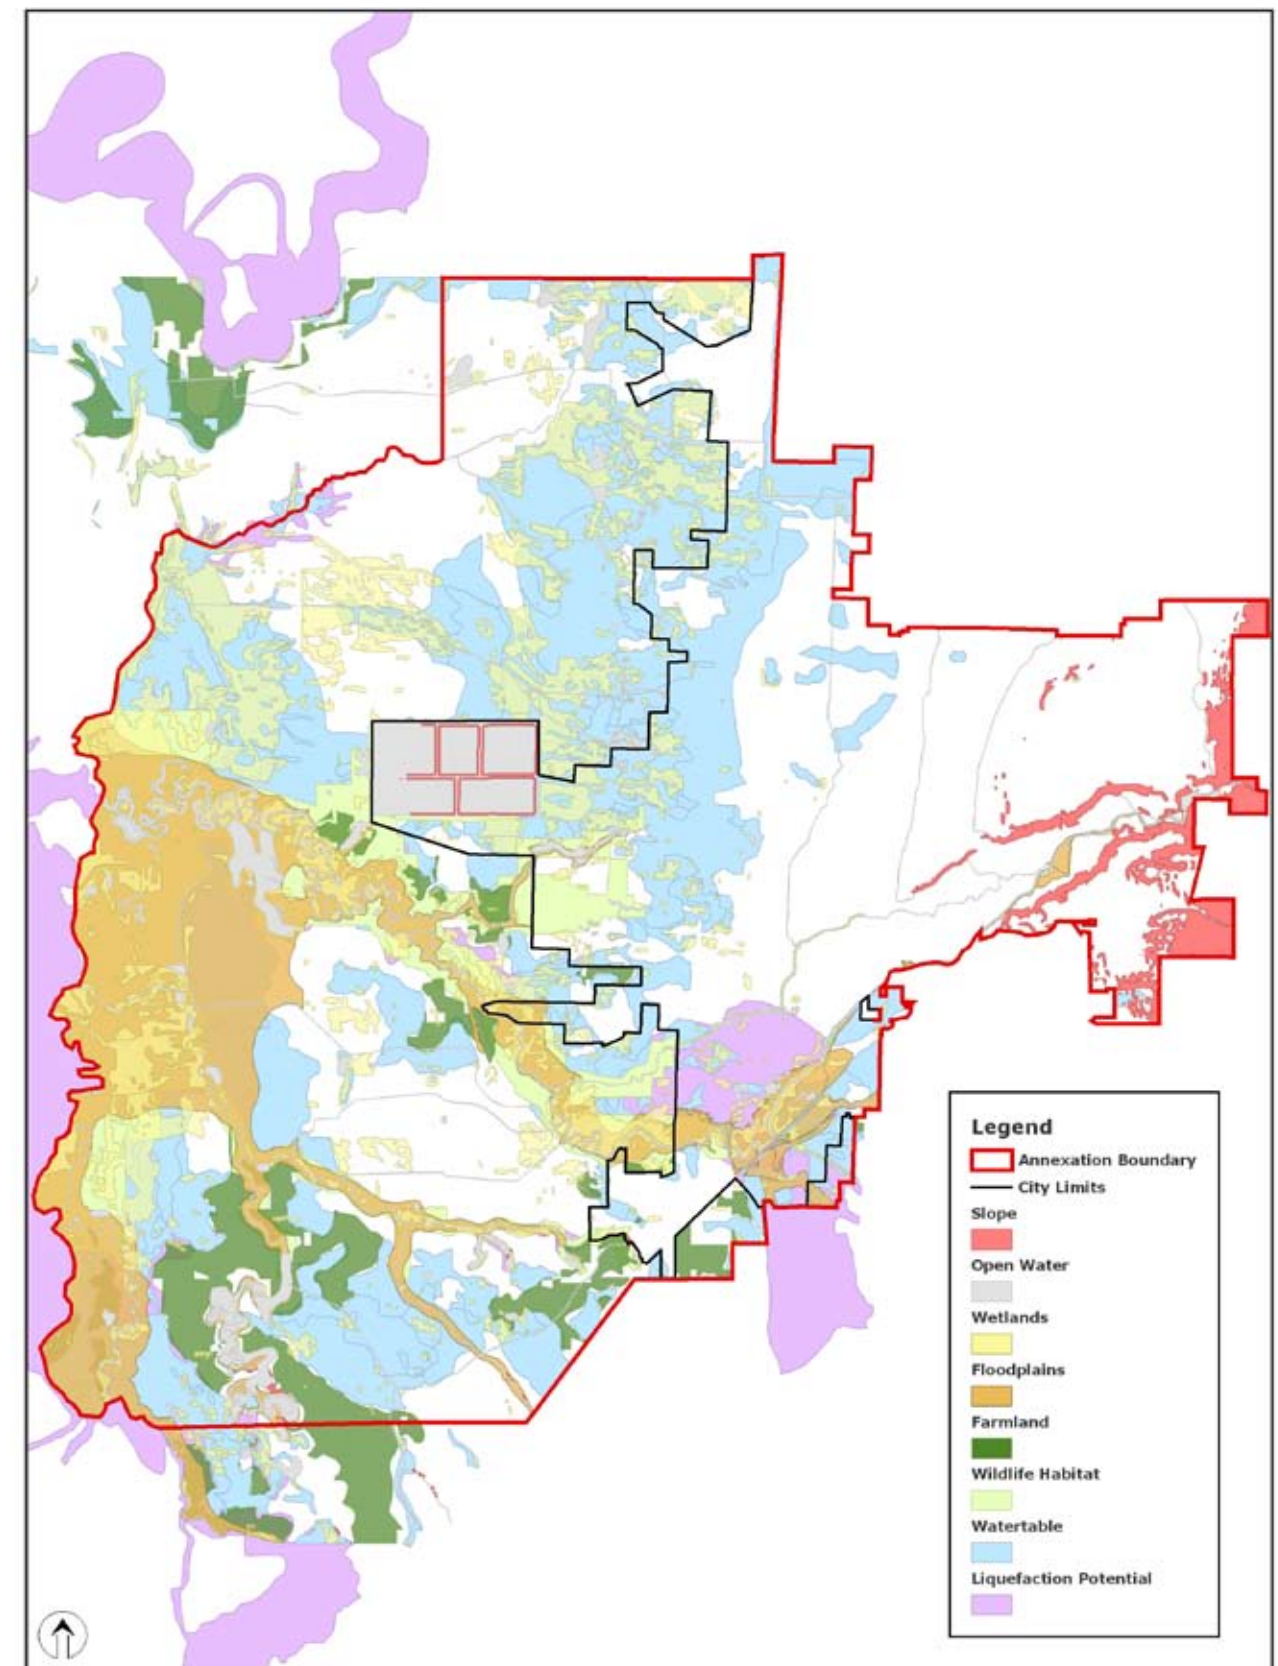 Legend
Annexation Boundary
City Limits
Slope
Open Water
Wetlands
Floodplains
Farmland
Wildlife Habitat
Watertable
Liquefaction Potential